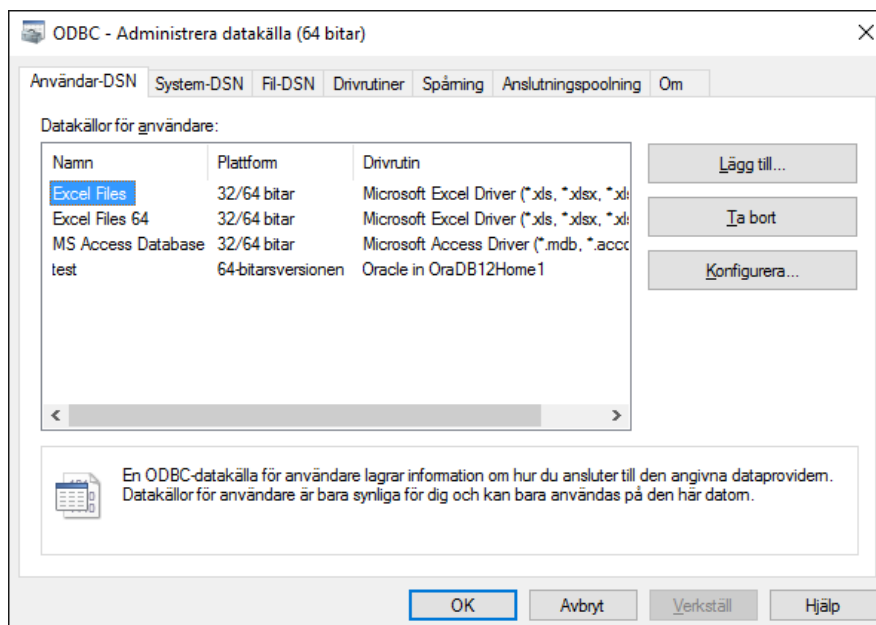 ODBC - Administrera datakälla (64 bitar)
Användar-DSN System-DSN Fil-DSN Drivrutiner Spårning Anslutningspoolning Om
Datakällor för användare:
Namn Plattform Drivrutin
Excel Files 32/64 bitar Microsoft Excel Driver (*.xls, *.xlsx, *.xl
Excel Files 64 32/64 bitar Microsoft Excel Driver (*.xls, *.xlsx, *.xl
MS Access Database 32/64 bitar Microsoft Access Driver (*.mdb, *.accd
test 64-bitarsversionen Oracle in OraDB12Home1
Lägg till...
Ta bort
Konfigurera...
En ODBC-datakälla för användare lagrar information om hur du ansluter till den angivna dataprovidern.
Datakällor för användare är bara synliga för dig och kan bara användas på den här datorn.
OK Avbryt Verkställ Hjälp